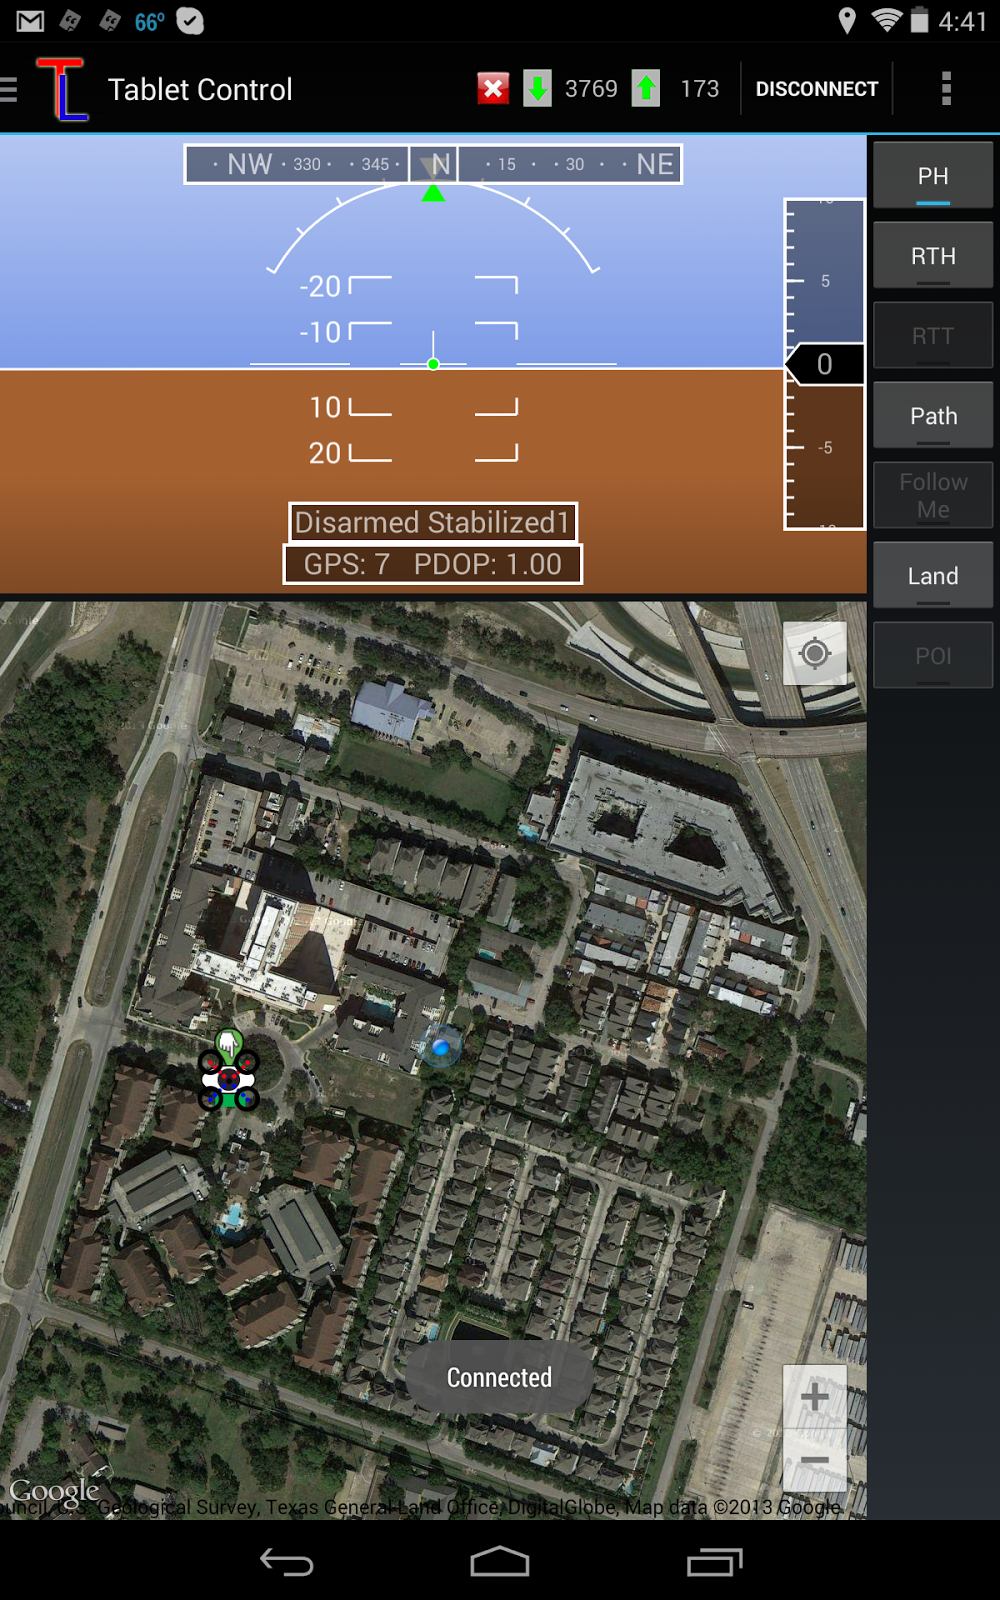 66° 4:41
TL Tablet Control 3769 173 DISCONNECT
· NW · 330 · · 345 · N · 15 · · 30 · · NE
PH
RTH
RTT
Path
Follow
Me
Land
POI
-20
-10
10
20
5
0
-5
Disarmed Stabilized1
GPS: 7 PDOP: 1.00
Connected
+
−
Google
U.S. Geological Survey, Texas General Land Office, DigitalGlobe, Map data ©2013 Google